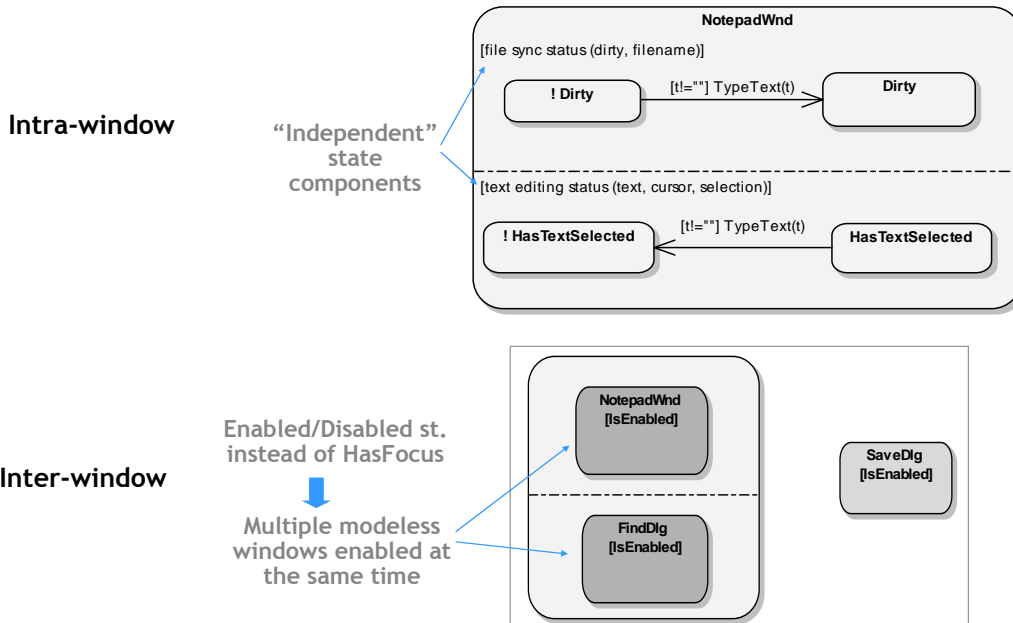 NotepadWnd
[file sync status (dirty, filename)]
! Dirty
[t!=""] TypeText(t)
Dirty
Intra-window
“Independent”
state
components
[text editing status (text, cursor, selection)]
! HasTextSelected
[t!=""] TypeText(t)
HasTextSelected
NotepadWnd
[IsEnabled]
Enabled/Disabled st.
instead of HasFocus
SaveDlg
[IsEnabled]
Inter-window
Multiple modeless
windows enabled at
the same time
FindDlg
[IsEnabled]